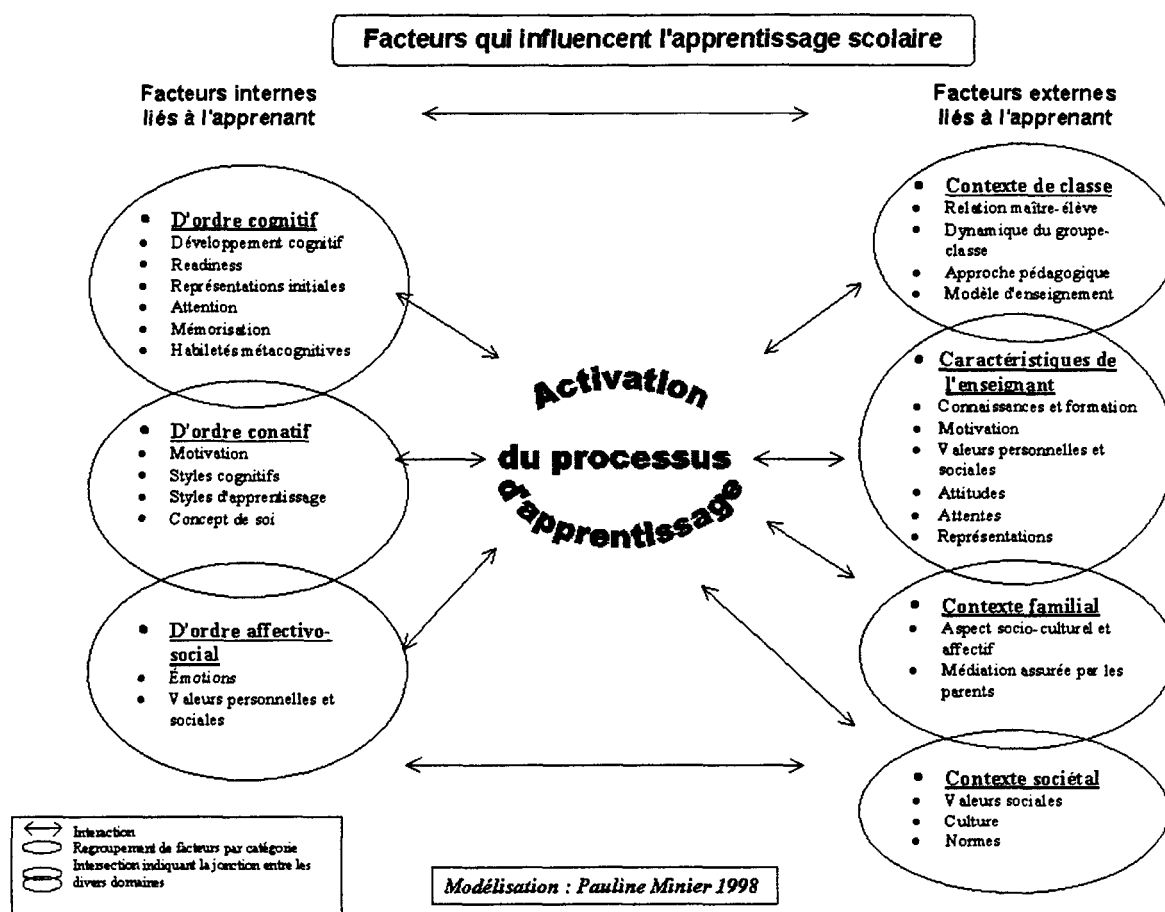 Facteurs qui influencent l'apprentissage scolaire
Facteurs internes
liés à l'apprenant
Facteurs externes
liés à l'apprenant
D'ordre cognitif
Développement cognitif
Readiness
Représentations initiales
Attention
Mémorisation
Habiletés métacognitives
D'ordre conatif
Motivation
Styles cognitifs
Styles d'apprentissage
Concept de soi
D'ordre affectivo-
social
Émotions
Valeurs personnelles et
sociales
Activation
du processus
d'apprentissage
Contexte de classe
Relation maître-élève
Dynamique du groupe-
classe
Approche pédagogique
Modèle d'enseignement
Caractéristiques de
l'enseignant
Connaissances et formation
Motivation
Valeurs personnelles et
sociales
Attitudes
Attentes
Représentations
Contexte familial
Aspect socio-culturel et
affectif
Médiation assurée par les
parents
Contexte sociétal
Valeurs sociales
Culture
Normes
Interaction
Regroupement de facteurs par catégorie
Intersection indiquant la jonction entre les
divers domaines
Modélisation : Pauline Minier 1998